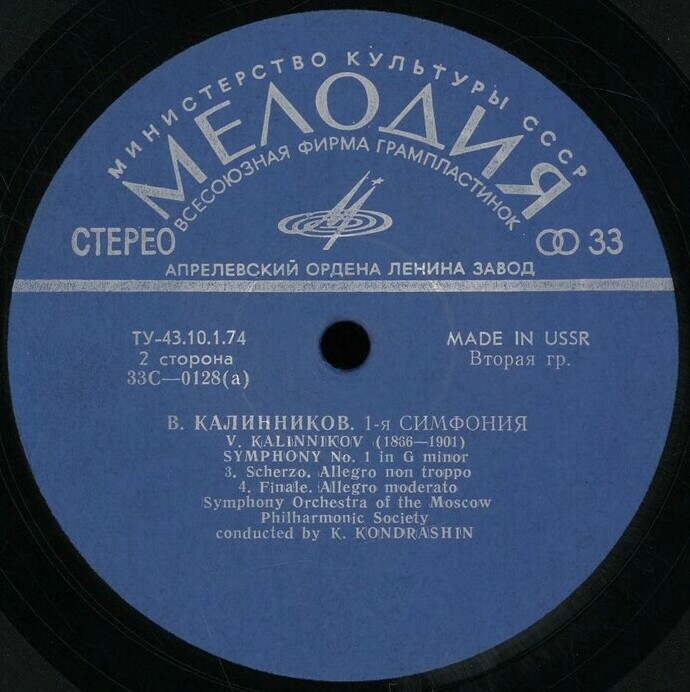 МИНИСТЕРСТВО КУЛЬТУРЫ СССР
МЕЛОДИЯ
ВСЕСОЮЗНАЯ ФИРМА ГРАМПЛАСТИНОК
СТЕРЕО 33
АПРЕЛЕВСКИЙ ОРДЕНА ЛЕНИНА ЗАВОД
ТУ-43.10.1.74 MADE IN USSR
2 сторона Вторая гр.
33С—0128(а)
В. КАЛИННИКОВ. 1-я СИМФОНИЯ
V. KALINNIKOV (1866—1901)
SYMPHONY No. 1 in G minor
3. Scherzo. Allegro non troppo
4. Finale. Allegro moderato
Symphony Orchestra of the Moscow
Philharmonic Society
conducted by K. KONDRASHIN